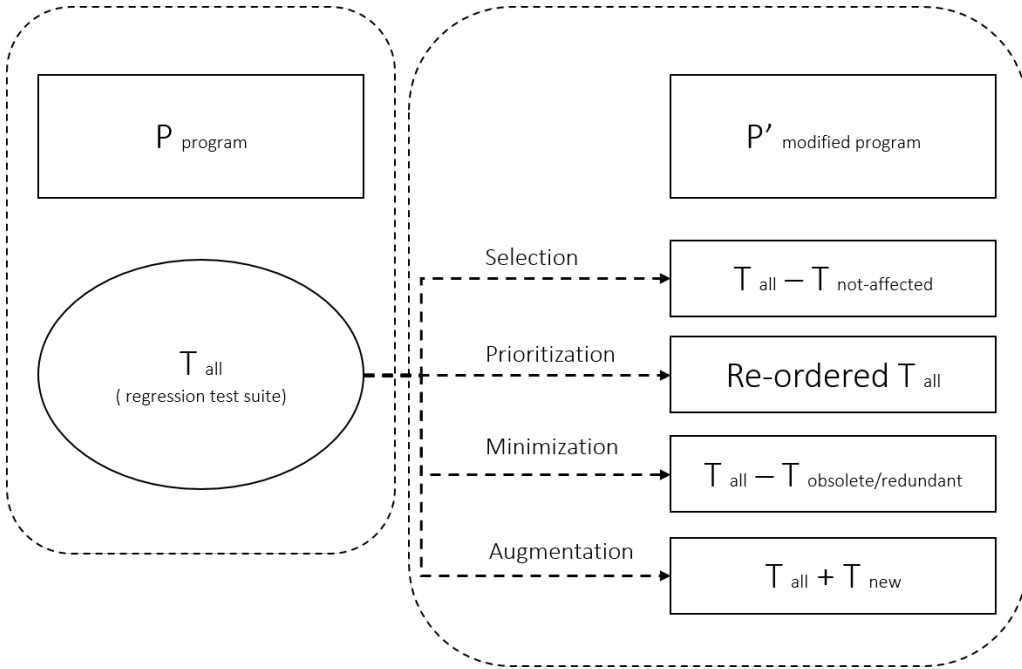 P program
T all
( regression test suite)
P’ modified program
Selection
T all – T not-affected
Prioritization
Re-ordered T all
Minimization
T all – T obsolete/redundant
Augmentation
T all + T new